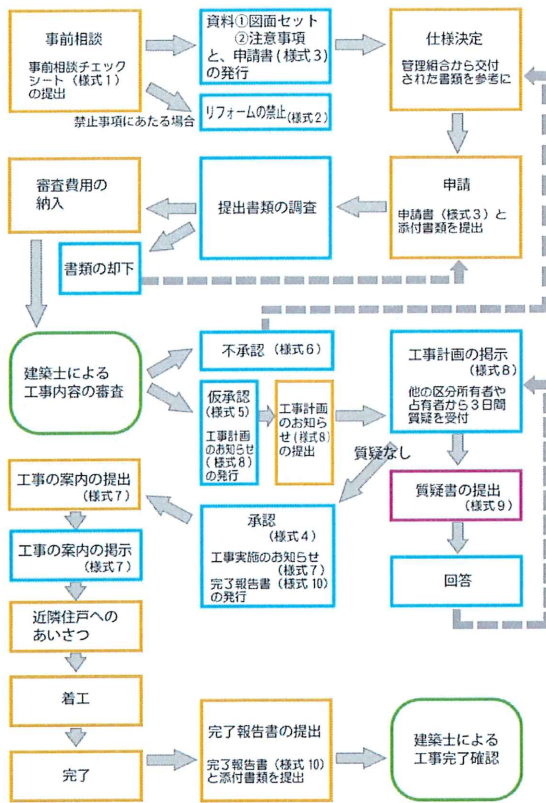 事前相談
事前相談チェック
シート（様式1）
の提出
資料①図面セット
②注意事項
と、申請書（様式3）
の発行
仕様決定
管理組合から交付
された書類を参考に
禁止事項にあたる場合
リフォームの禁止（様式2）
審査費用の
納入
提出書類の調査
申請
申請書（様式3）と
添付書類を提出
書類の却下
建築士による
工事内容の審査
不承認（様式6）
仮承認
（様式5）
工事計画
のお知らせ
（様式8）
の発行
工事計画
のお知ら
せ（様式8）
の提出
工事計画の掲示
（様式8）
他の区分所有者や
占有者から3日間
質疑を受付
質疑なし
工事の案内の提出
（様式7）
承認
（様式4）
工事実施のお知らせ
（様式7）
完了報告書（様式10）
の発行
質疑書の提出
（様式9）
工事の案内の掲示
（様式7）
回答
近隣住戸への
あいさつ
着工
完了
完了報告書の提出
完了報告書（様式10）
と添付書類を提出
建築士による
工事完了確認